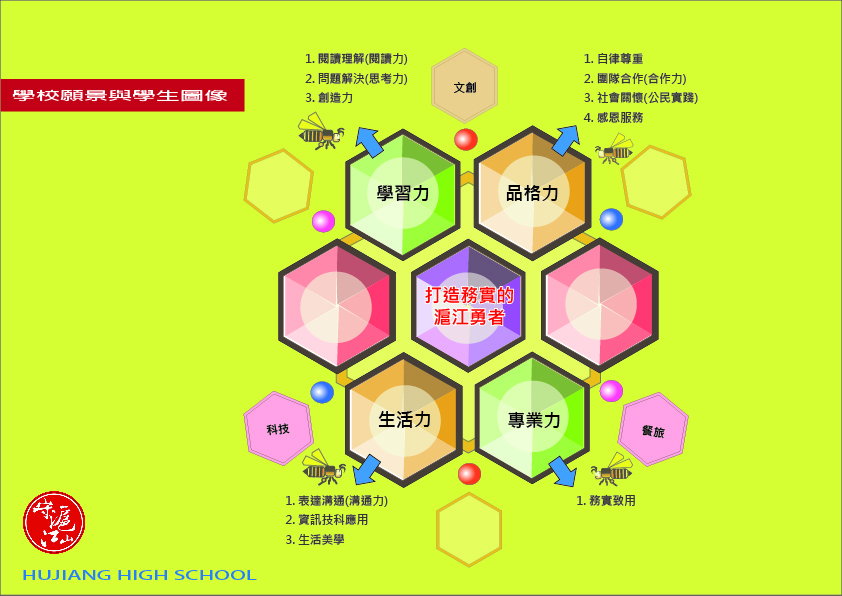 學校願景與學生圖像
1. 閱讀理解(閱讀力)
2. 問題解決(思考力)
3. 創造力
文創
1. 自律尊重
2. 團隊合作(合作力)
3. 社會關懷(公民實踐)
4. 感恩服務
學習力
品格力
打造務實的
滬江勇者
生活力
專業力
科技
餐旅
1. 表達溝通(溝通力)
2. 資訊技科應用
3. 生活美學
1. 務實致用
滬江
HUJIANG HIGH SCHOOL